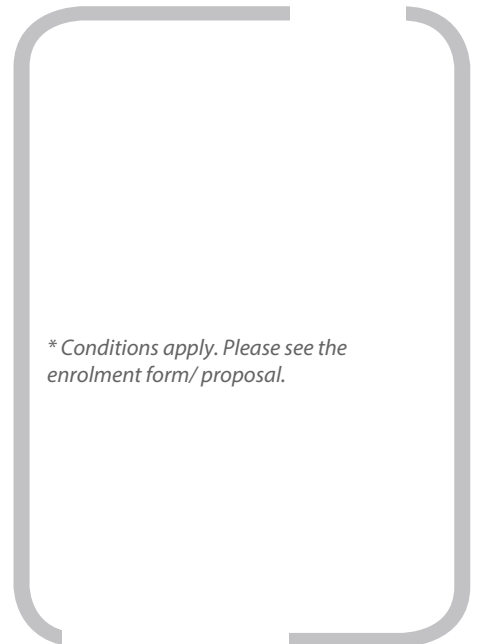 * Conditions apply. Please see the
enrolment form/ proposal.